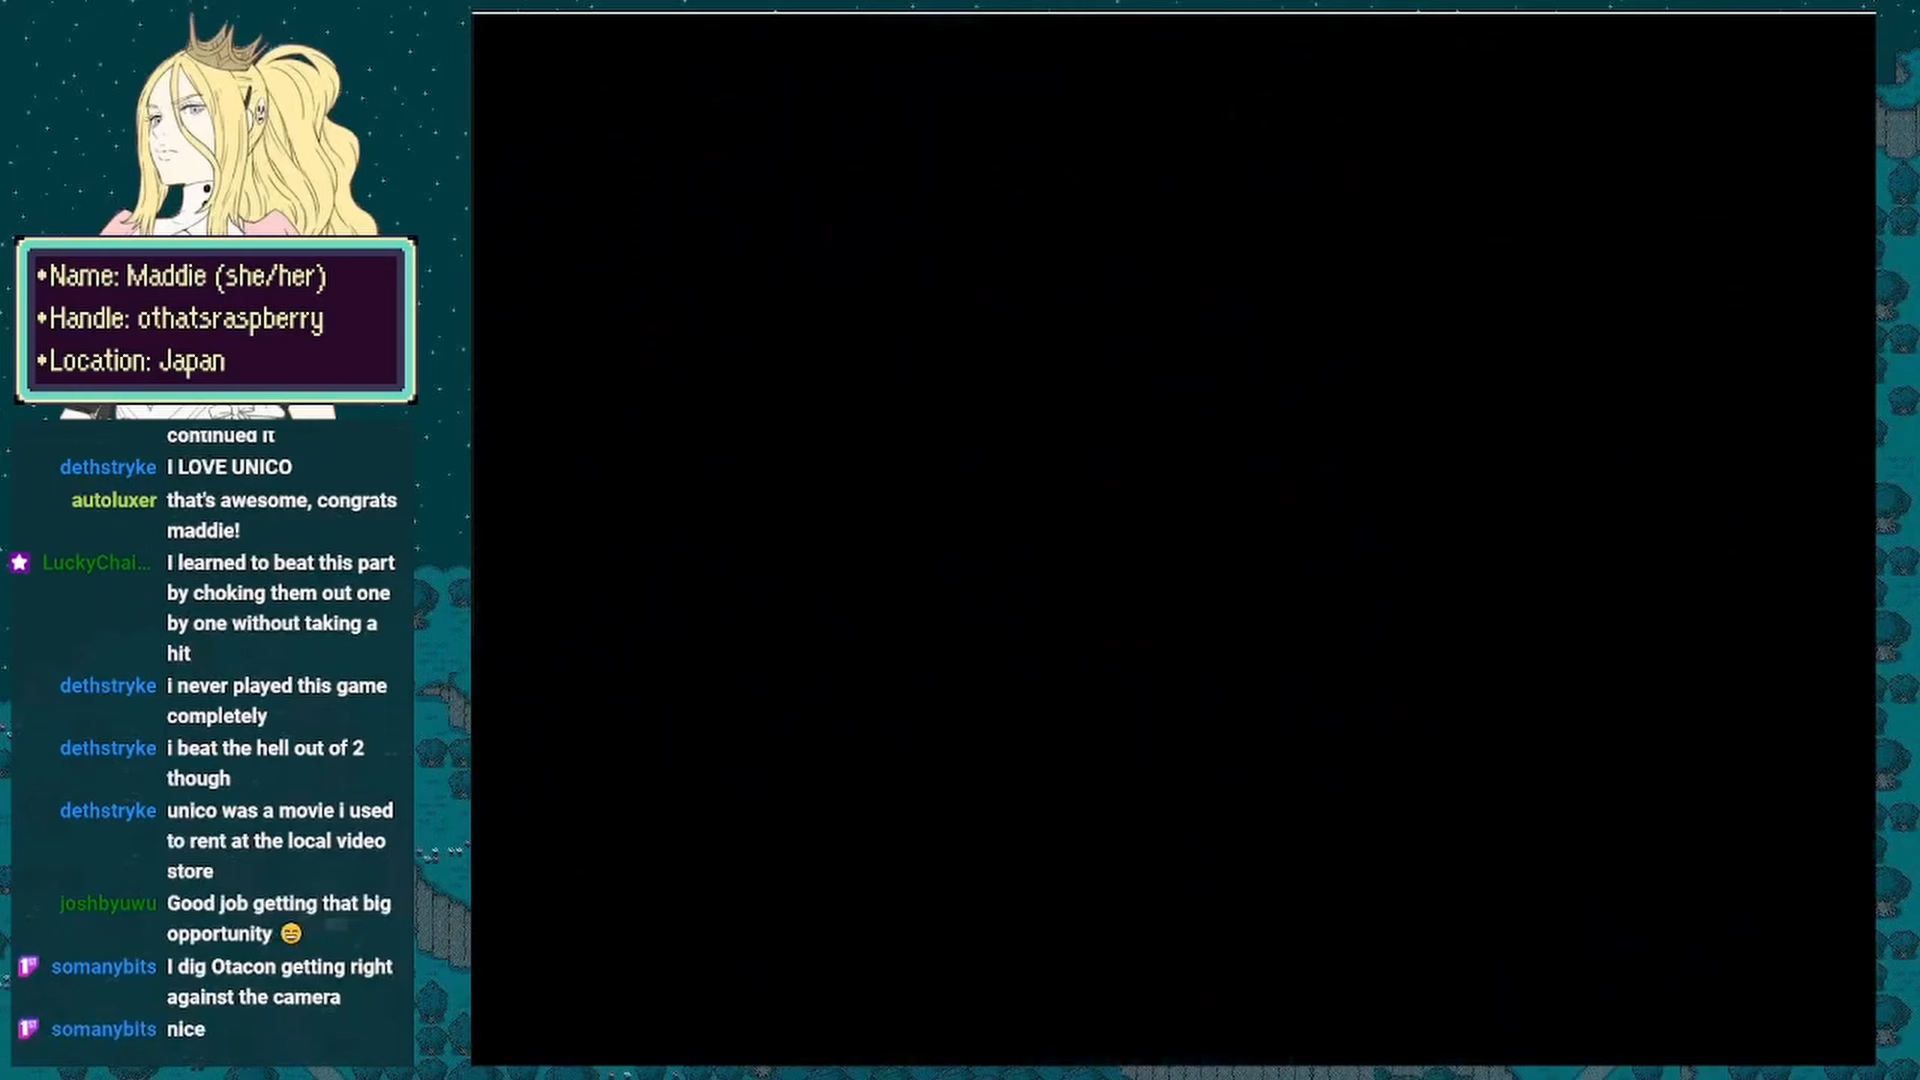 •Name: Maddie (she/her)
•Handle: othatsraspberry
•Location: Japan
continued it
dethstryke I LOVE UNICO
autoluxer that's awesome, congrats
maddie!
LuckyChai... I learned to beat this part
by choking them out one
by one without taking a
hit
dethstryke i never played this game
completely
dethstryke i beat the hell out of 2
though
dethstryke unico was a movie i used
to rent at the local video
store
joshbyuwu Good job getting that big
opportunity 😄
1ST somanybits I dig Otacon getting right
against the camera
1ST somanybits nice